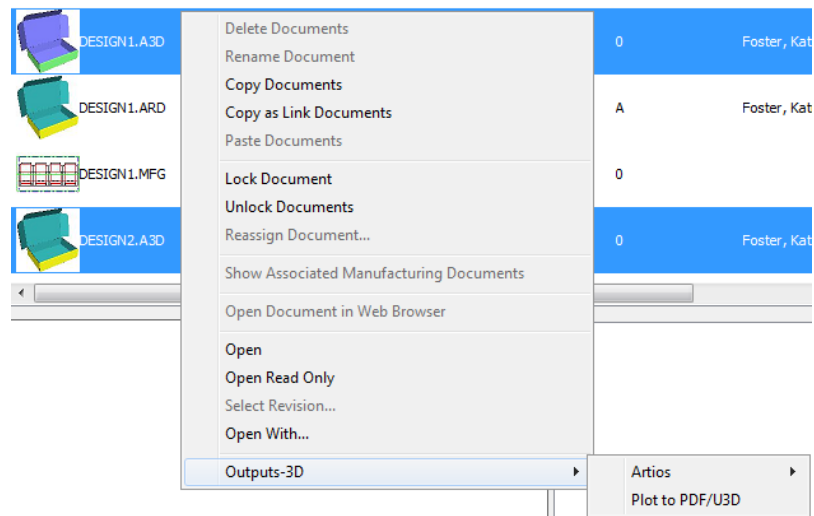 DESIGN1.A3D 0 Foster, Kat
DESIGN1.ARD A Foster, Kat
DESIGN1.MFG 0
DESIGN2.A3D 0 Foster, Kat
Delete Documents
Rename Document
Copy Documents
Copy as Link Documents
Paste Documents
Lock Document
Unlock Documents
Reassign Document...
Show Associated Manufacturing Documents
Open Document in Web Browser
Open
Open Read Only
Select Revision...
Open With...
Outputs-3D
Artios
Plot to PDF/U3D